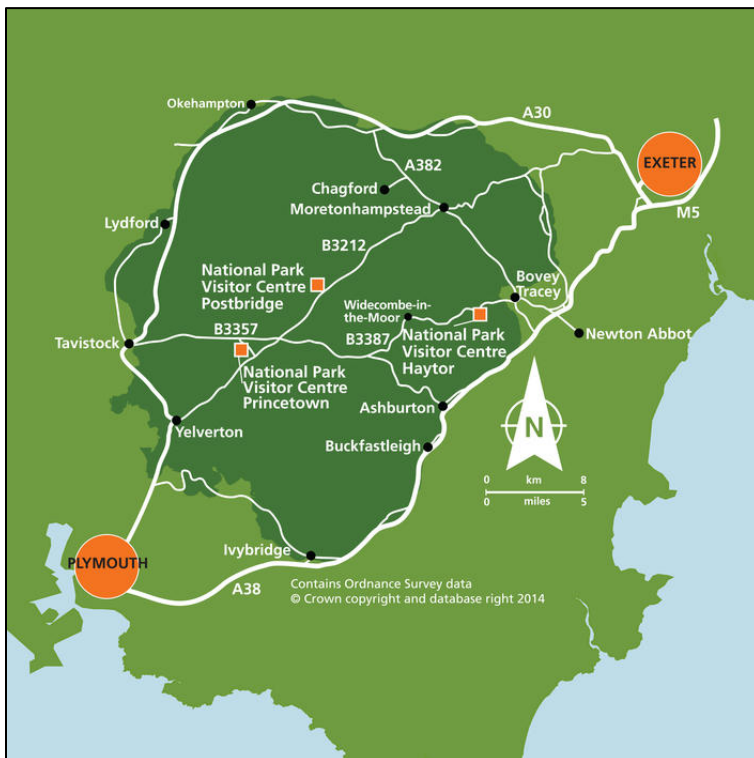 Okehampton
A30
EXETER
A382
Chagford
Moretonhampstead
M5
Lydford
B3212
National Park
Visitor Centre
Postbridge
Bovey
Tracey
Widecombe-in-
the-Moor
Tavistock
B3357
B3387
National Park
Visitor Centre
Haytor
Newton Abbot
National Park
Visitor Centre
Princetown
Ashburton
Yelverton
N
Buckfastleigh
0 km 8
0 miles 5
Ivybridge
PLYMOUTH
A38
Contains Ordnance Survey data
© Crown copyright and database right 2014